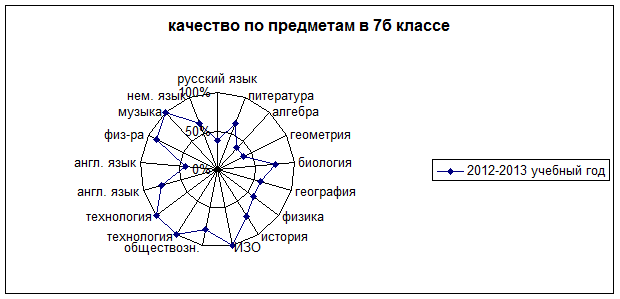 качество по предметам в 7б классе
русский язык
100%
нем. язык
литература
музыка
алгебра
50%
физ-ра
геометрия
англ. язык
0%
биология
англ. язык
география
технология
физика
технология
история
обществозн.
ИЗО
2012-2013 учебный год